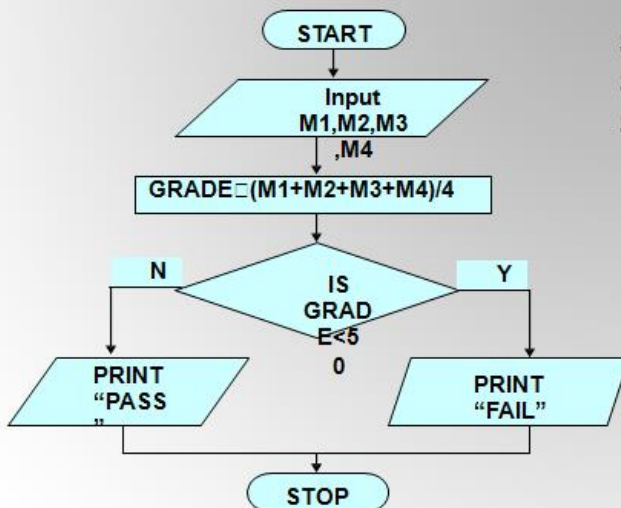 START
Input
M1,M2,M3
,M4
GRADE□(M1+M2+M3+M4)/4
N
Y
IS
GRAD
E<5
0
PRINT
“PASS
”
PRINT
“FAIL”
STOP